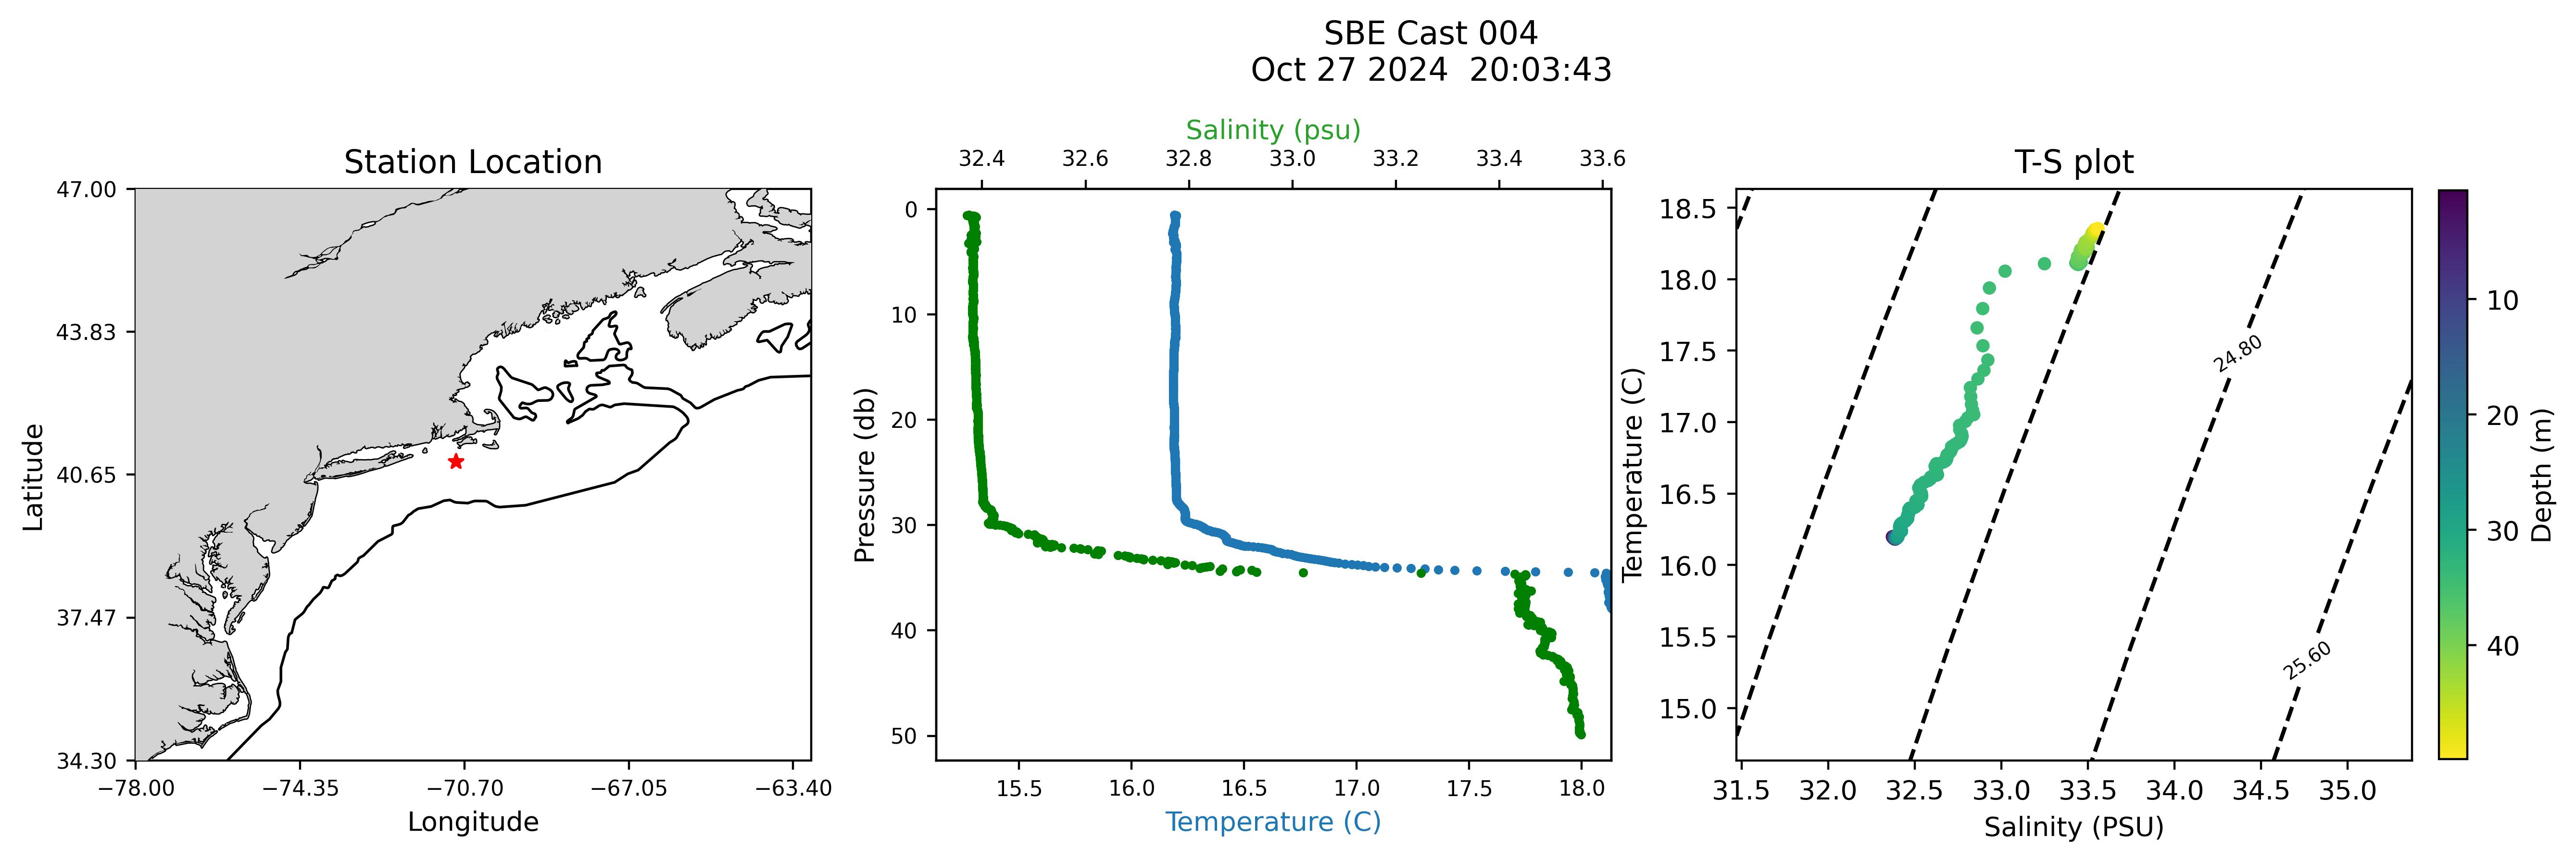 SBE Cast 004
Oct 27 2024  20:03:43
Station Location
47.00
43.83
40.65
37.47
34.30
Latitude
−78.00 −74.35 −70.70 −67.05 −63.40
Longitude
Salinity (psu)
32.4 32.6 32.8 33.0 33.2 33.4 33.6
0
10
20
30
40
50
Pressure (db)
15.5 16.0 16.5 17.0 17.5 18.0
Temperature (C)
T-S plot
18.5
18.0
17.5
17.0
16.5
16.0
15.5
15.0
Temperature (C)
24.80
25.60
31.5 32.0 32.5 33.0 33.5 34.0 34.5 35.0
Salinity (PSU)
10
20
30
40
Depth (m)